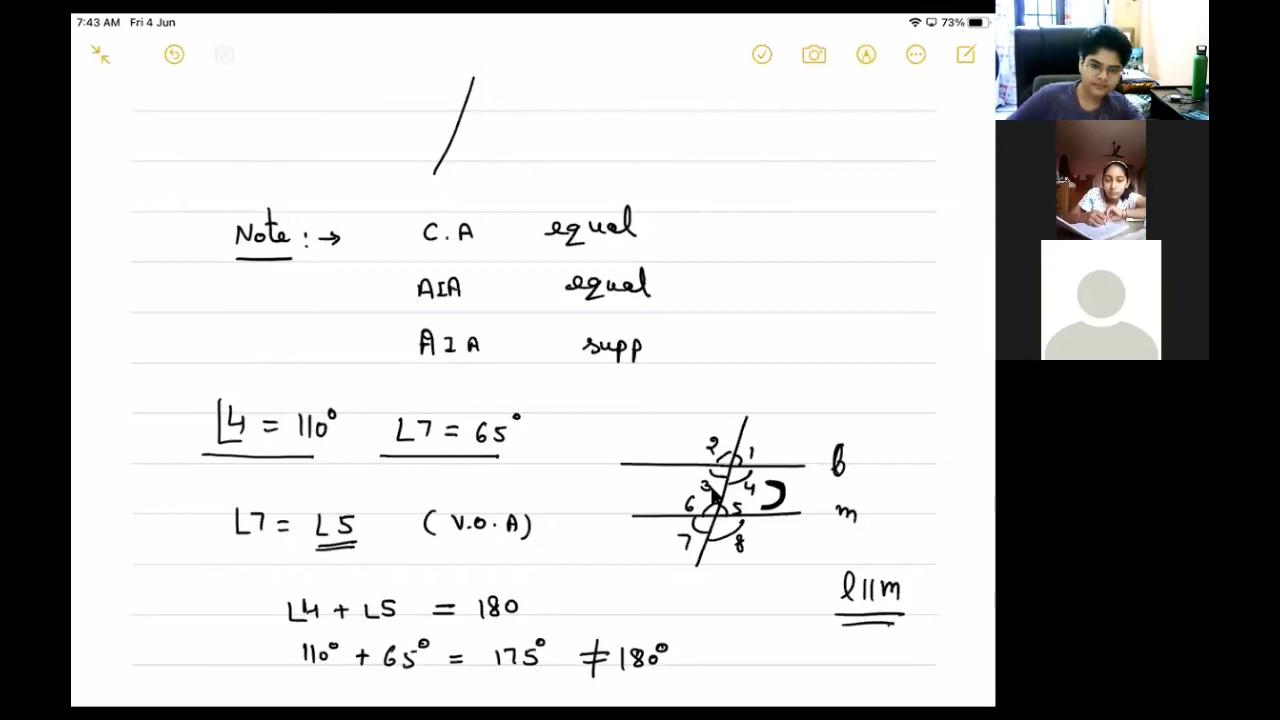 7:43 AM Fri 4 Jun 73%
Note : → C.A equal
AIA equal
AIA supp
∠4 = 110° ∠7 = 65°
2 1 l
3 4
6 5 m
7 8
∠7 = ∠5 (V.O.A)
l || m
∠4 + ∠5 = 180
110° + 65° = 175° ≠ 180°